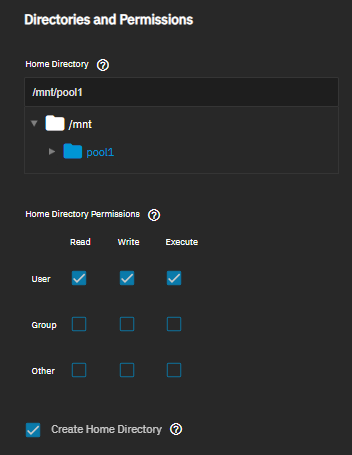 Directories and Permissions
Home Directory ?
/mnt/pool1
/mnt
pool1
Home Directory Permissions ?
Read Write Execute
User
Group
Other
Create Home Directory ?